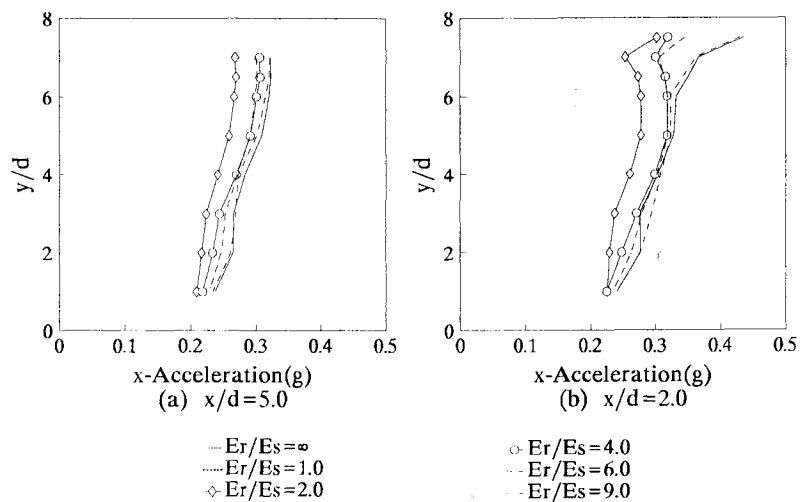 8
6
4
2
0
y/d
0
0.1
0.2
0.3
0.4
0.5
x-Acceleration(g)
(a) x/d=5.0
8
6
4
2
0
y/d
0
0.1
0.2
0.3
0.4
0.5
x-Acceleration(g)
(b) x/d=2.0
Er/Es=∞
Er/Es=1.0
Er/Es=2.0
Er/Es=4.0
Er/Es=6.0
Er/Es=9.0